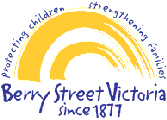 protecting children strengthening families
Berry Street Victoria
since 1877